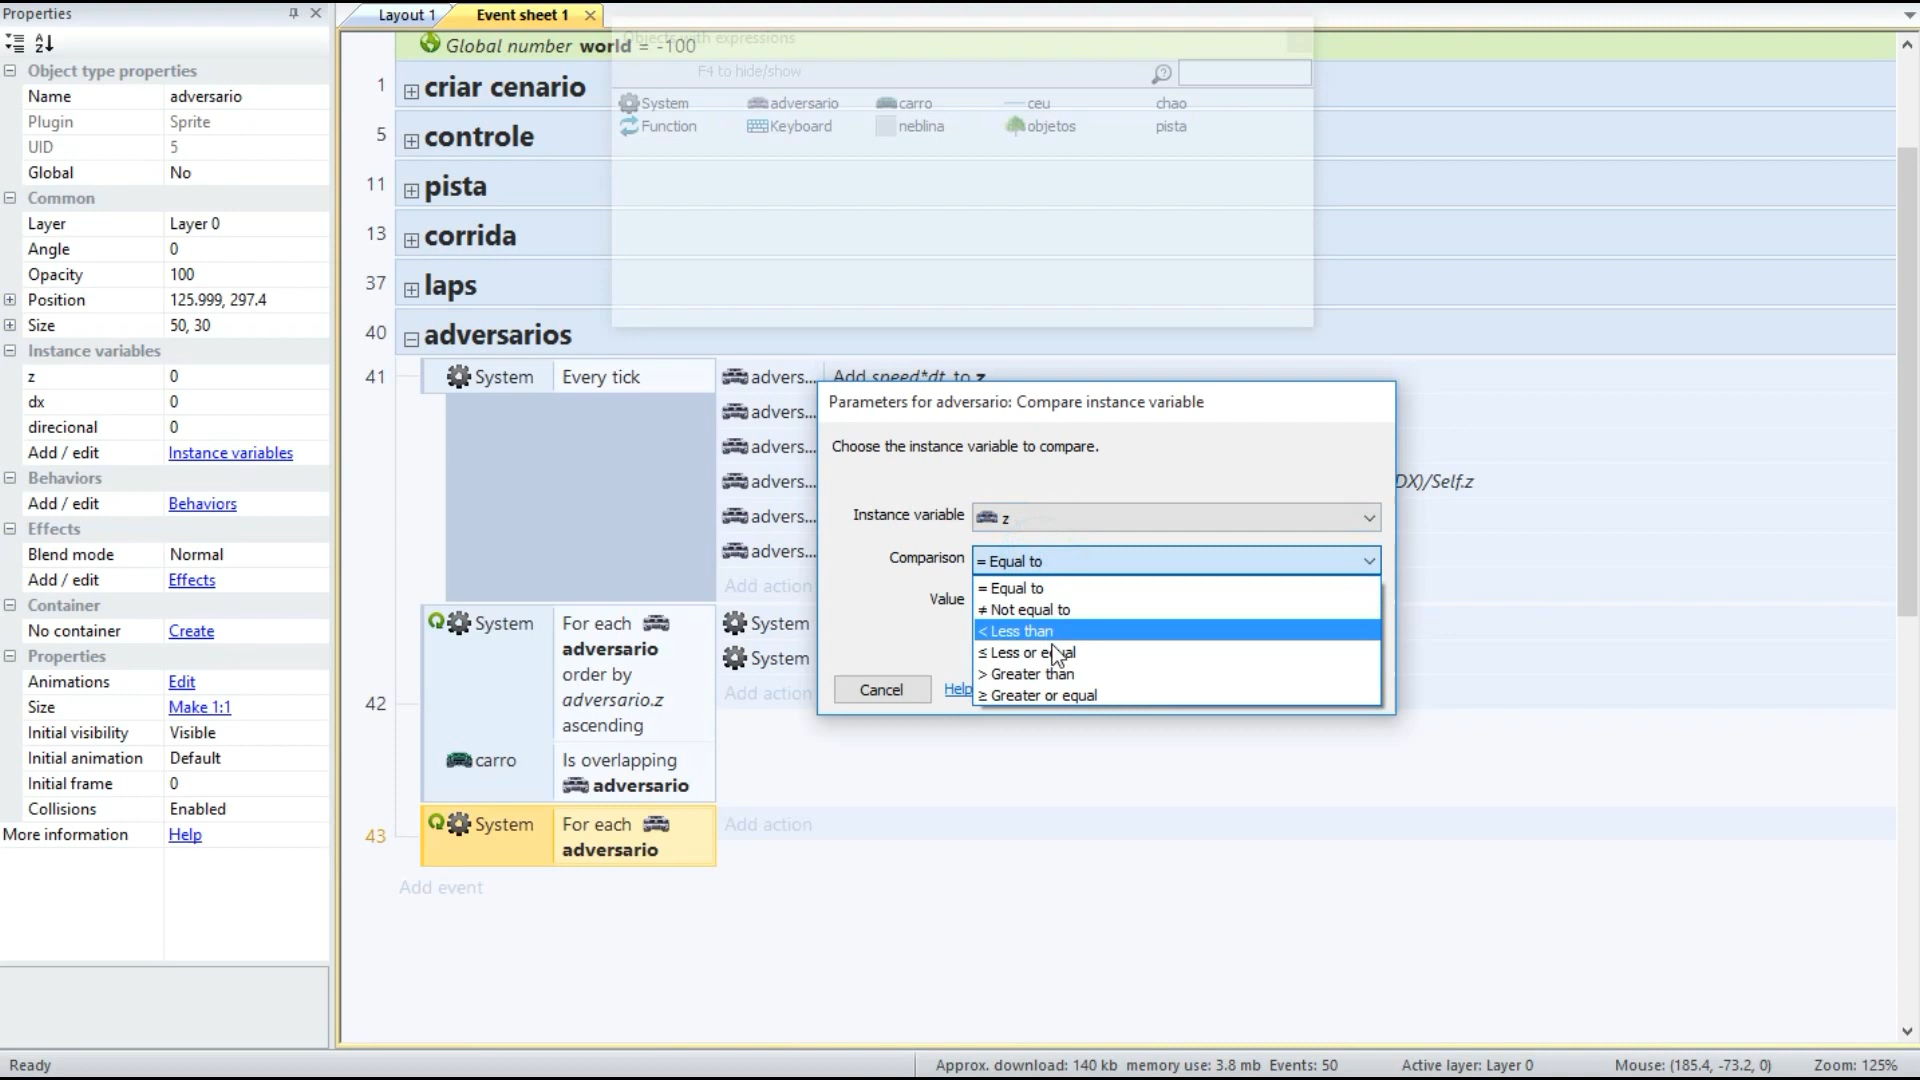 Properties
Layout 1
Event sheet 1
Object type properties
Name adversario
Plugin Sprite
UID 5
Global No
Common
Layer Layer 0
Angle 0
Opacity 100
Position 125.999, 297.4
Size 50, 30
Instance variables
z 0
dx 0
direcional 0
Add / edit Instance variables
Behaviors
Add / edit Behaviors
Effects
Blend mode Normal
Add / edit Effects
Container
No container Create
Properties
Animations Edit
Size Make 1:1
Initial visibility Visible
Initial animation Default
Initial frame 0
Collisions Enabled
More information Help
Global number world = -100
Objects with expressions
F4 to hide/show
System adversario carro ceu chao
Function Keyboard neblina objetos pista
1 criar cenario
5 controle
11 pista
13 corrida
37 laps
40 adversarios
41 System Every tick advers... Add speed*dt to z
advers...
advers...
advers... DX)/Self.z
advers...
advers...
Add action
42 System For each adversario order by adversario.z ascending
System
System
Add action
carro Is overlapping adversario
43 System For each adversario Add action
Add event
Parameters for adversario: Compare instance variable
Choose the instance variable to compare.
Instance variable z
Comparison = Equal to
Value
= Equal to
≠ Not equal to
< Less than
≤ Less or equal
> Greater than
≥ Greater or equal
Cancel Help
Ready
Approx. download: 140 kb memory use: 3.8 mb Events: 50 Active layer: Layer 0 Mouse: (185.4, -73.2, 0) Zoom: 125%